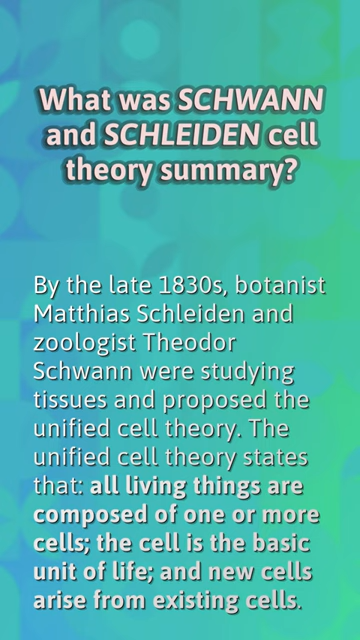 What was SCHWANN
and SCHLEIDEN cell
theory summary?
By the late 1830s, botanist
Matthias Schleiden and
zoologist Theodor
Schwann were studying
tissues and proposed the
unified cell theory. The
unified cell theory states
that: all living things are
composed of one or more
cells; the cell is the basic
unit of life; and new cells
arise from existing cells.